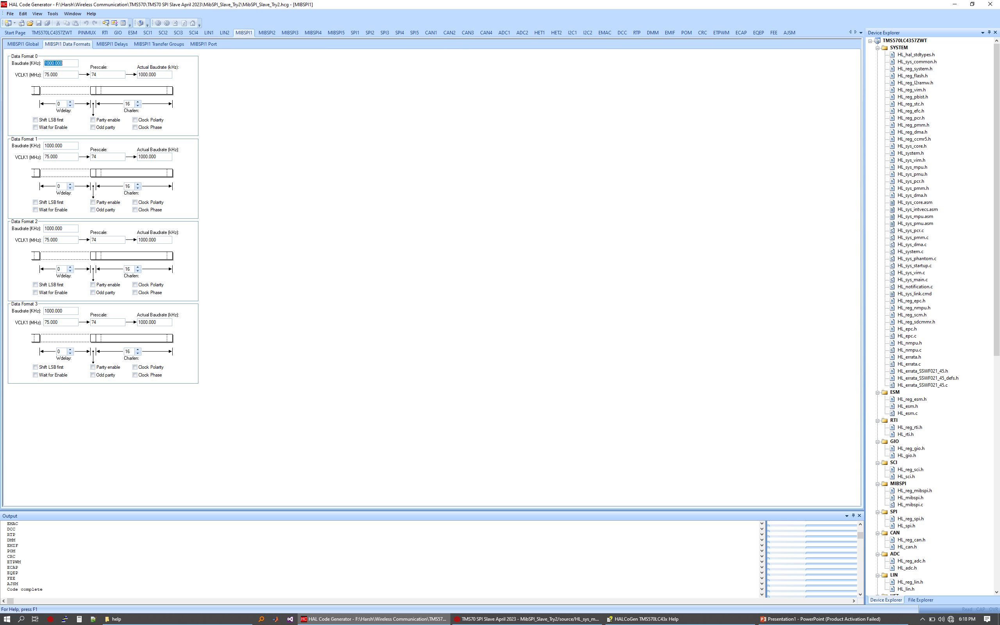 HAL Code Generator - F:\Harsh\Wireless Communication\TMS570\TMS70 SPI Slave April 2023\MibSPI_Slave_Try2\MibSPI_Slave_Try2.hcg - [MIBSPI1]
File Edit View Tools Window Help
Start Page TMS570LC4357ZWT PINMUX RTI GIO ESM SCI1 SCI2 SCI3 SCI4 LIN1 LIN2 MIBSPI1 MIBSPI2 MIBSPI3 MIBSPI4 MIBSPI5 SPI1 SPI2 SPI3 SPI4 SPI5 CAN1 CAN2 CAN3 CAN4 ADC1 ADC2 HET1 HET2 I2C1 I2C2 EMAC DCC RTP DMM EMIF POM CRC ETPWM ECAP EQEP FEE AJSM
MIBSPI1 Global MIBSPI1 Data Formats MIBSPI1 Delays MIBSPI1 Transfer Groups MIBSPI1 Port
Data Format 0
Baudrate (KHz): 1000.000
Prescale: Actual Baudrate (kHz):
VCLK1 (MHz): 75.000 74 1000.000
0 16
Wdelay: Charlen:
Shift LSB first Parity enable Clock Polarity
Wait for Enable Odd parity Clock Phase
Data Format 1
Baudrate (KHz): 1000.000
Prescale: Actual Baudrate (kHz):
VCLK1 (MHz): 75.000 74 1000.000
0 16
Wdelay: Charlen:
Shift LSB first Parity enable Clock Polarity
Wait for Enable Odd parity Clock Phase
Data Format 2
Baudrate (KHz): 1000.000
Prescale: Actual Baudrate (kHz):
VCLK1 (MHz): 75.000 74 1000.000
0 16
Wdelay: Charlen:
Shift LSB first Parity enable Clock Polarity
Wait for Enable Odd parity Clock Phase
Data Format 3
Baudrate (KHz): 1000.000
Prescale: Actual Baudrate (kHz):
VCLK1 (MHz): 75.000 74 1000.000
0 16
Wdelay: Charlen:
Shift LSB first Parity enable Clock Polarity
Wait for Enable Odd parity Clock Phase
Output
EMAC
DCC
RTP
DMM
EMIF
POM
CRC
ETPWM
ECAP
EQEP
FEE
AJSM
Code complete
Device Explorer
TMS570LC4357ZWT
SYSTEM
HL_hal_stdtypes.h
HL_sys_common.h
HL_reg_system.h
HL_reg_flash.h
HL_reg_l2ramw.h
HL_reg_vim.h
HL_reg_pbist.h
HL_reg_stc.h
HL_reg_efc.h
HL_reg_pcr.h
HL_reg_pmm.h
HL_reg_dma.h
HL_reg_ccmr5.h
HL_sys_core.h
HL_system.h
HL_sys_vim.h
HL_sys_mpu.h
HL_sys_pmu.h
HL_sys_pcr.h
HL_sys_pmm.h
HL_sys_dma.h
HL_sys_core.asm
HL_sys_intvecs.asm
HL_sys_mpu.asm
HL_sys_pmu.asm
HL_sys_pcr.c
HL_sys_pmm.c
HL_sys_dma.c
HL_system.c
HL_sys_phantom.c
HL_sys_startup.c
HL_sys_vim.c
HL_sys_main.c
HL_notification.c
HL_sys_link.cmd
HL_reg_epc.h
HL_reg_nmpu.h
HL_reg_scm.h
HL_reg_sdcmmr.h
HL_epc.h
HL_epc.c
HL_nmpu.h
HL_nmpu.c
HL_errata.h
HL_errata.c
HL_errata_SSWF021_45.h
HL_errata_SSWF021_45_defs.h
HL_errata_SSWF021_45.c
ESM
HL_reg_esm.h
HL_esm.h
HL_esm.c
RTI
HL_reg_rti.h
HL_rti.h
GIO
HL_reg_gio.h
HL_gio.h
SCI
HL_reg_sci.h
HL_sci.h
MIBSPI
HL_reg_mibspi.h
HL_mibspi.h
HL_mibspi.c
SPI
HL_reg_spi.h
HL_spi.h
CAN
HL_reg_can.h
HL_can.h
ADC
HL_reg_adc.h
HL_adc.h
LIN
HL_reg_lin.h
HL_lin.h
Device Explorer File Explorer
For Help, press F1
Read CAP OVR
help
HAL Code Generator - F:\Harsh\Wireless Communication\TMS57...
TMS70 SPI Slave April 2023 - MibSPI_Slave_Try2/source/HL_sys_m...
HALCoGen TMS570LC43x Help
Presentation1 - PowerPoint (Product Activation Failed)
6:18 PM